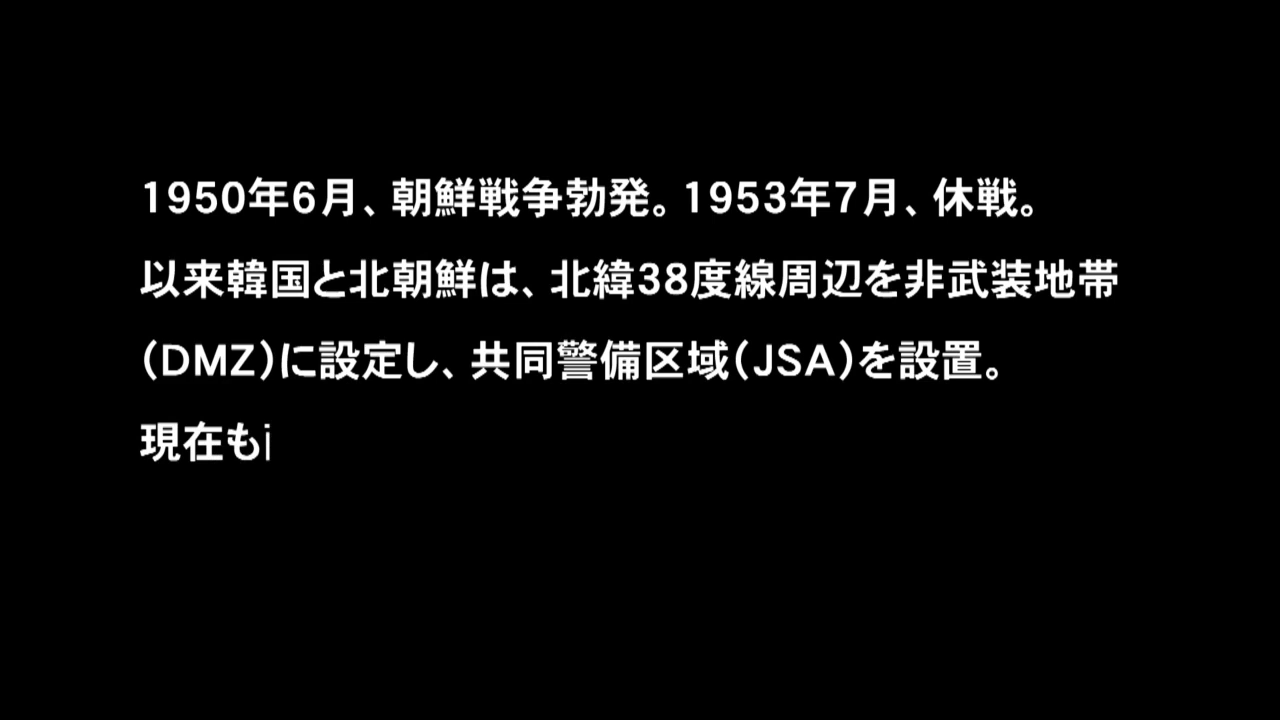 1950年6月、朝鮮戦争勃発。1953年7月、休戦。
以来韓国と北朝鮮は、北緯38度線周辺を非武装地帯
（DMZ）に設定し、共同警備区域（JSA）を設置。
現在も